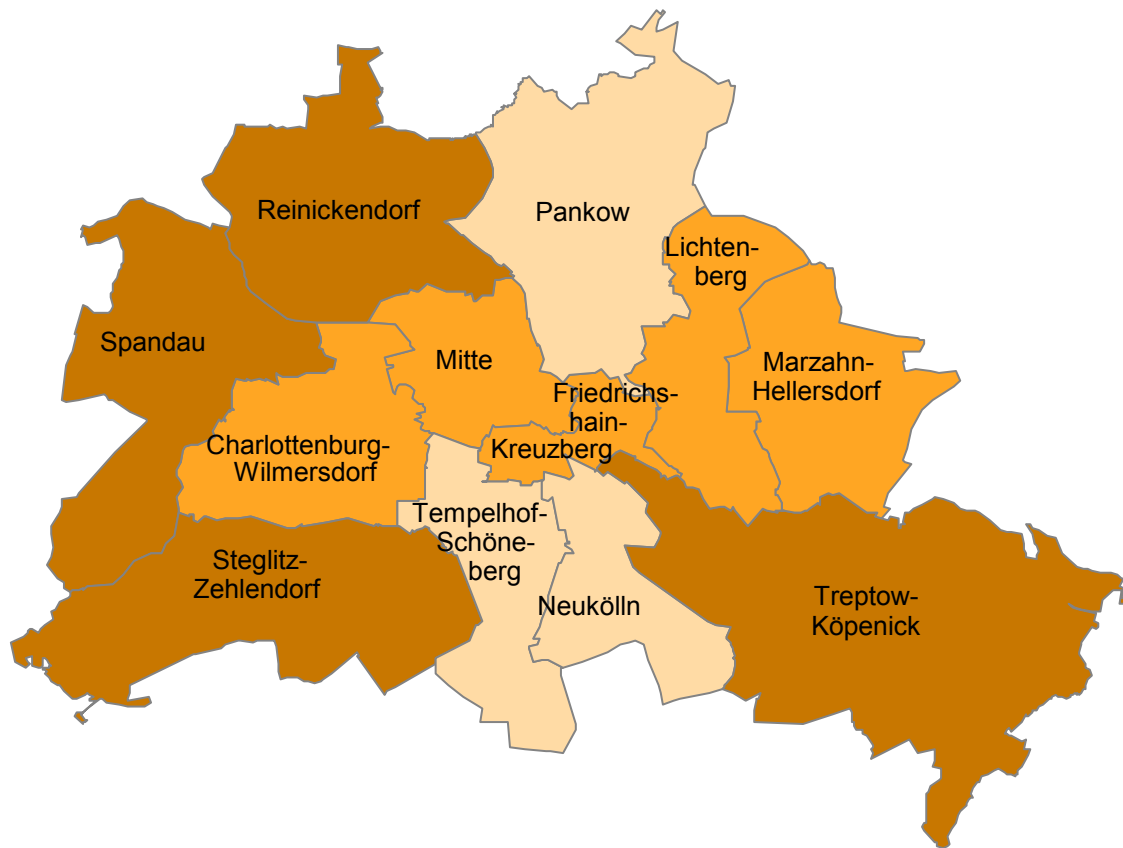 Reinickendorf
Pankow
Lichten-
berg
Spandau
Mitte
Marzahn-
Hellersdorf
Friedrichs-
hain-
Kreuzberg
Charlottenburg-
Wilmersdorf
Tempelhof-
Schöne-
berg
Steglitz-
Zehlendorf
Neukölln
Treptow-
Köpenick